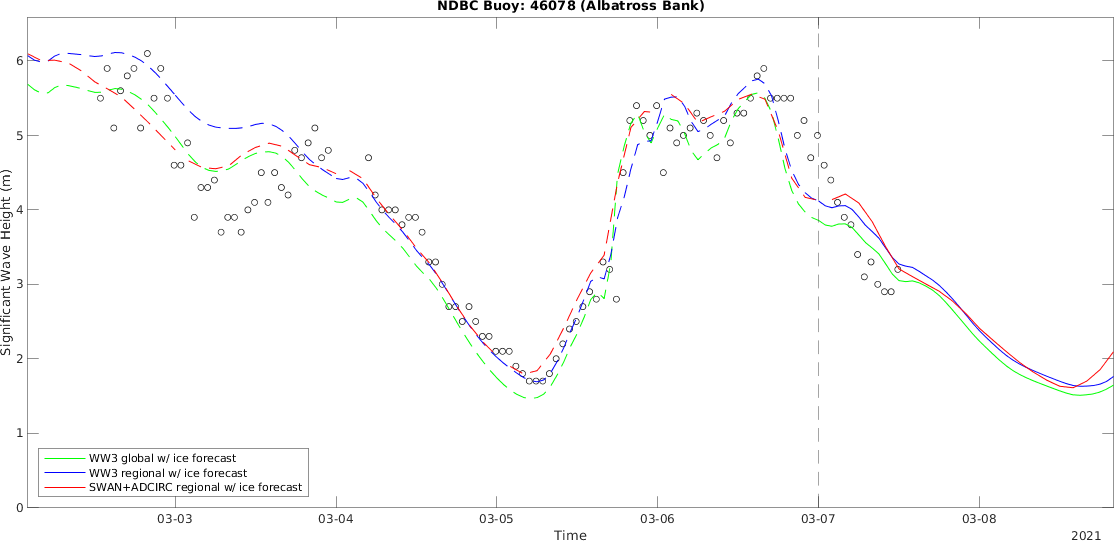 NDBC Buoy: 46078 (Albatross Bank)
Significant Wave Height (m)
6
5
4
3
2
1
0
WW3 global w/ ice forecast
WW3 regional w/ ice forecast
SWAN+ADCIRC regional w/ ice forecast
03-03 03-04 03-05 03-06 03-07 03-08
Time
2021